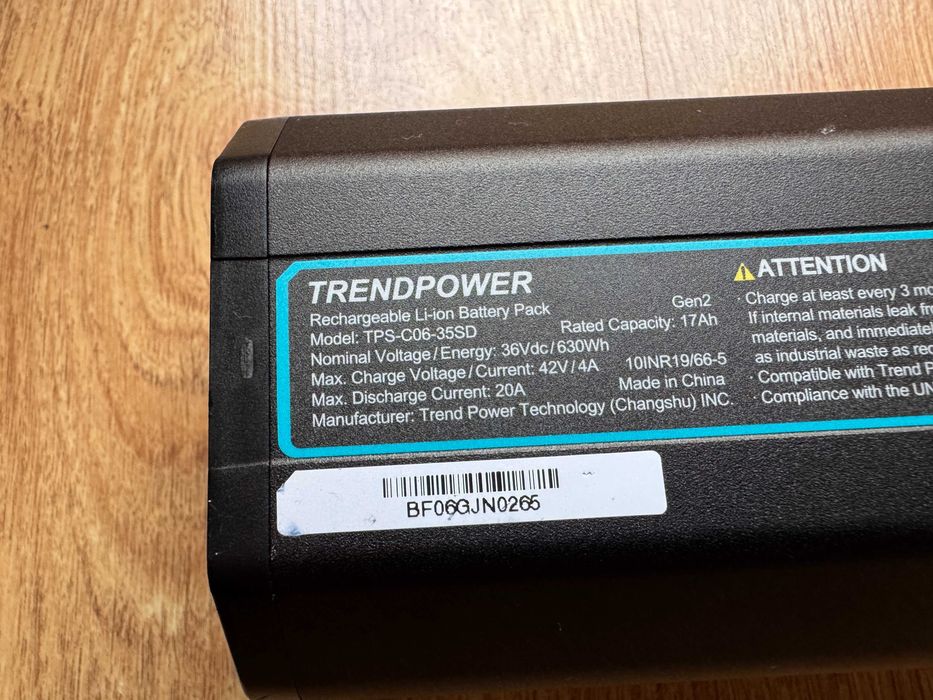 TRENDPOWER
Rechargeable Li-ion Battery Pack
Gen2
Model: TPS-C06-35SD
Rated Capacity: 17Ah
Nominal Voltage/Energy: 36Vdc/630Wh
Max. Charge Voltage/Current: 42V/4A
10INR19/66-5
Max. Discharge Current: 20A
Made in China
Manufacturer: Trend Power Technology (Changshu) INC.
ATTENTION
· Charge at least every 3
If internal materials leak
materials, and immediately
as industrial waste as
· Compatible with Trend
· Compliance with the
BF06GJN0265